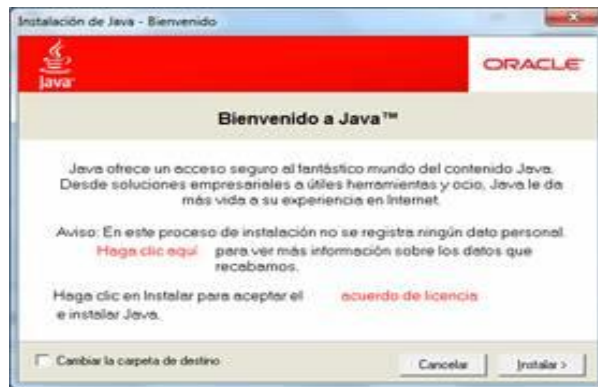 Instalación de Java - Bienvenido
Java
ORACLE
Bienvenido a Java™
Java ofrece un acceso seguro al fantástico mundo del contenido Java.
Desde soluciones empresariales a útiles herramientas y ocio, Java le da
más vida a su experiencia en Internet.
Aviso: En este proceso de instalación no se registra ningún dato personal.
Haga clic aquí para ver más información sobre los datos que
recabamos.
Haga clic en Instalar para aceptar el acuerdo de licencia
e instalar Java.
Cambiar la carpeta de destino
Cancelar
Instalar >